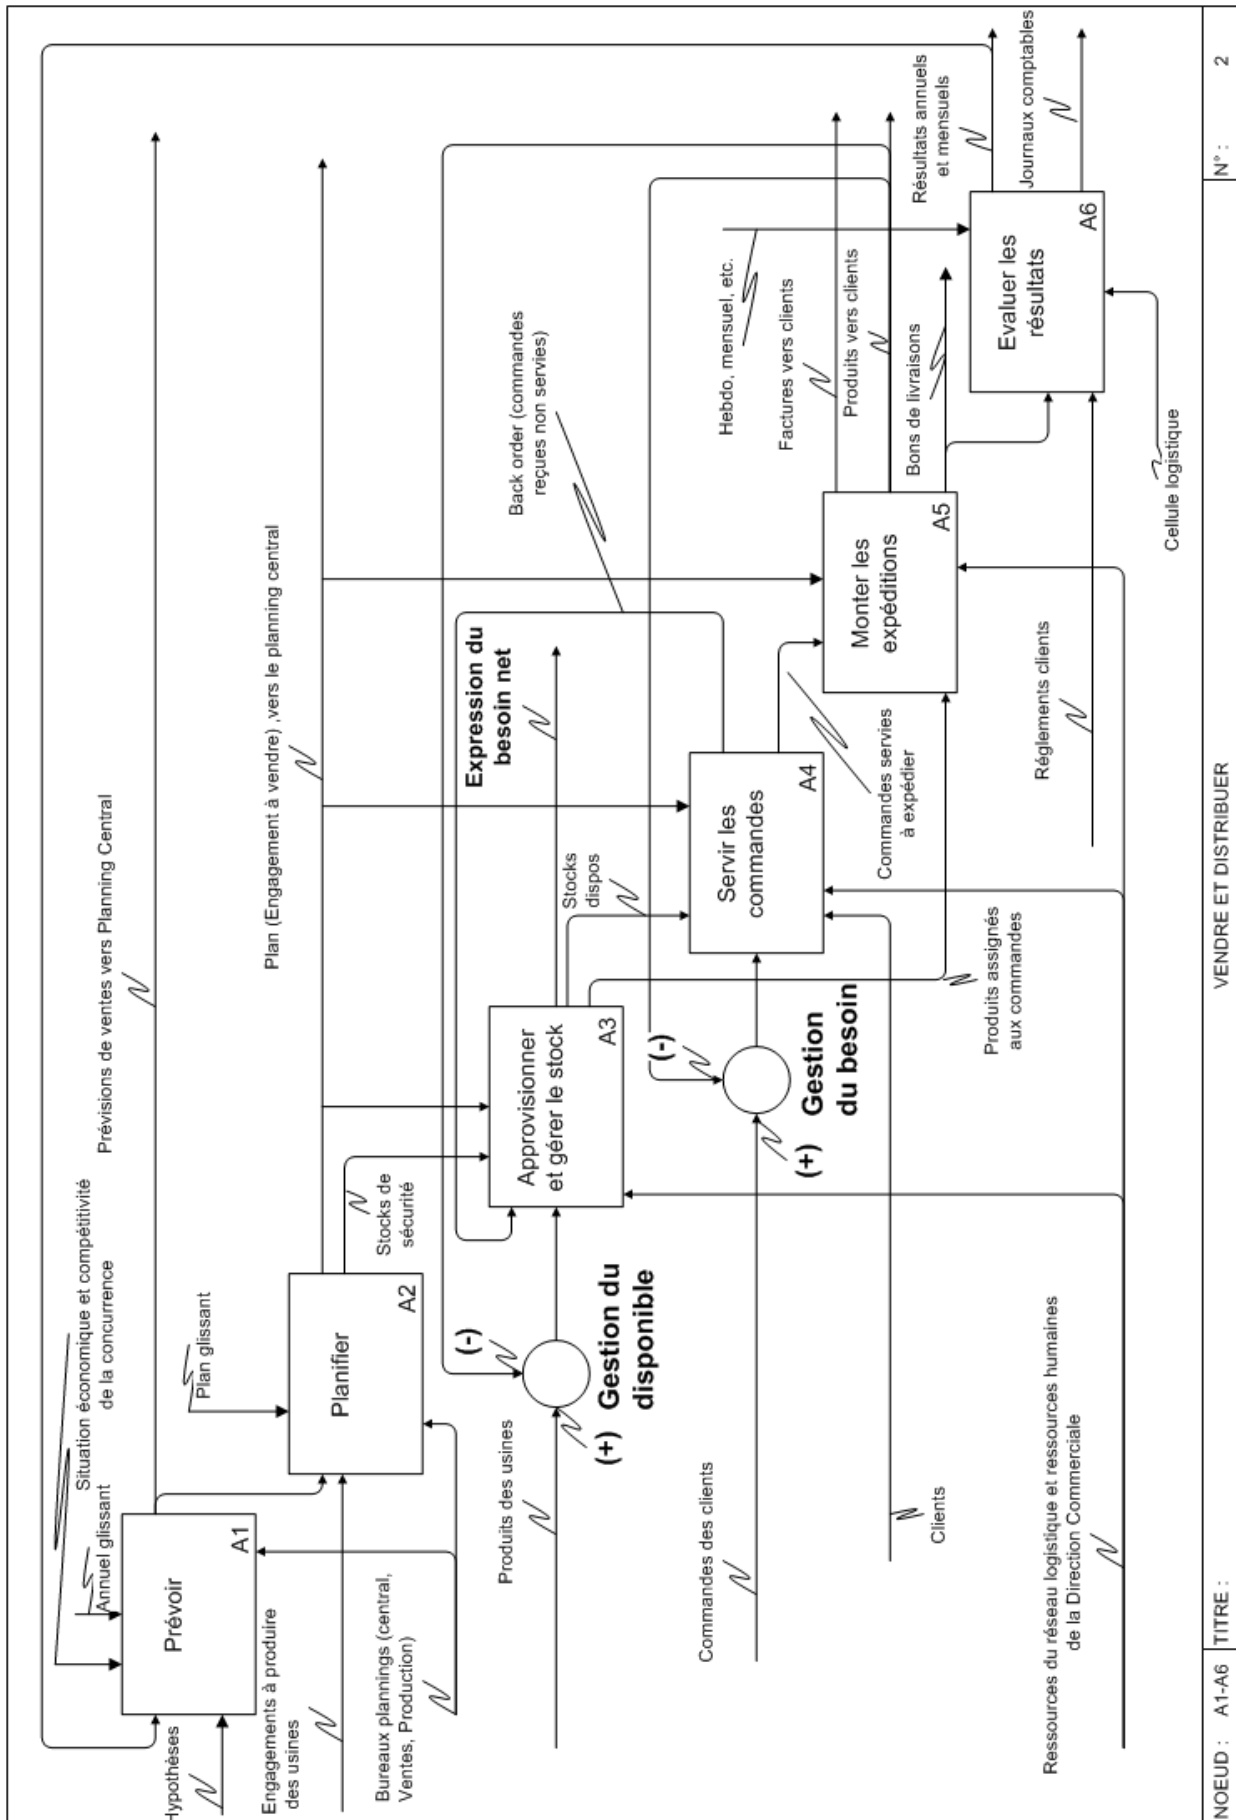 Situation économique et compétitivité
de la concurrence
Annuel glissant
Hypothèses
Prévoir
A1
Prévisions de ventes vers Planning Central
Plan glissant
Engagements à produire
des usines
Bureaux plannings (central,
Ventes, Production)
Planifier
A2
Plan (Engagement à vendre) ,vers le planning central
Stocks de
sécurité
Produits des usines
(-)
(+)
Gestion du
disponible
Approvisionner
et gérer le stock
A3
Expression du
besoin net
Stocks
dispos
Back order (commandes
reçues non servies)
Commandes des clients
(-)
(+)
Gestion
du besoin
Servir les
commandes
A4
Clients
Produits assignés
aux commandes
Commandes servies
à expédier
Monter les
expéditions
A5
Hebdo, mensuel, etc.
Factures vers clients
Produits vers clients
Bons de livraisons
Réglements clients
Cellule logistique
Evaluer les
résultats
A6
Résultats annuels
et mensuels
Journaux comptables
Ressources du réseau logistique et ressources humaines
de la Direction Commerciale
NOEUD : A1-A6
TITRE :
VENDRE ET DISTRIBUER
N° : 2